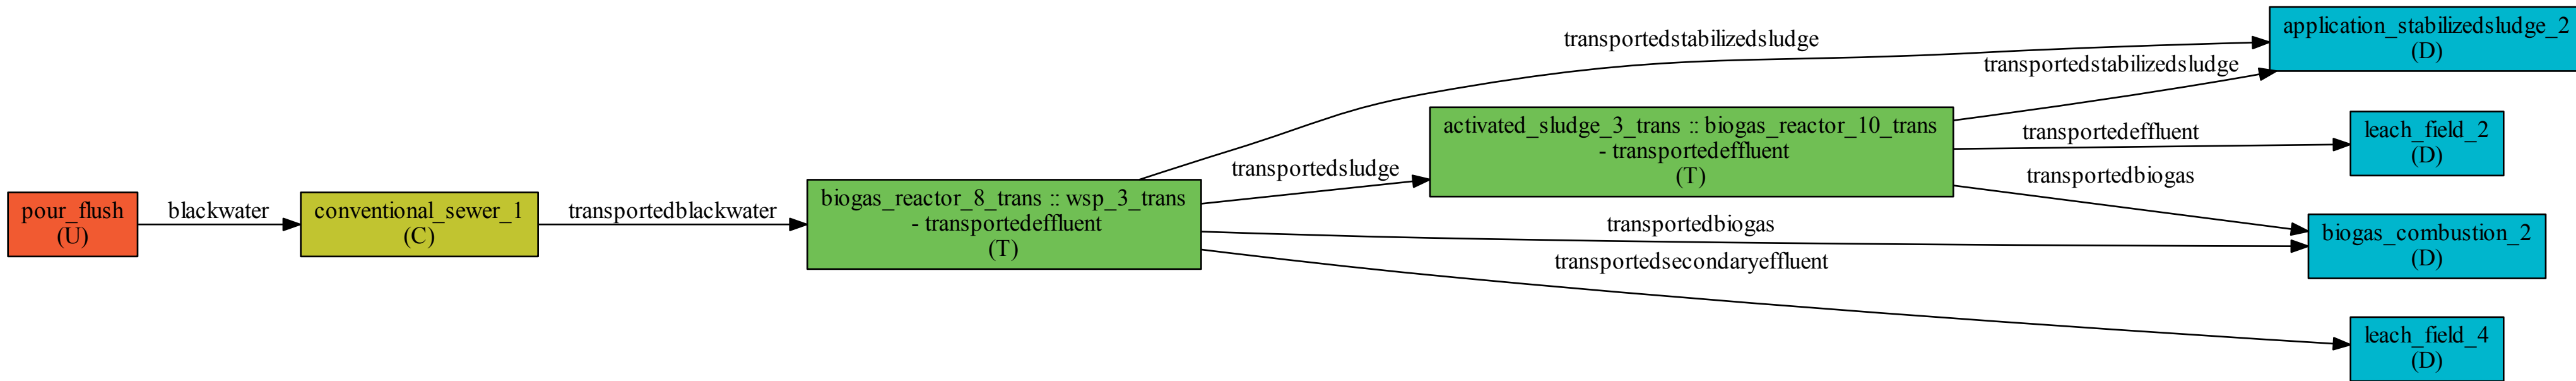 pour_flush
(U)
blackwater
conventional_sewer_1
(C)
transportedblackwater
biogas_reactor_8_trans :: wsp_3_trans
- transportedeffluent
(T)
transportedstabilizedsludge
transportedsludge
transportedbiogas
transportedsecondaryeffluent
activated_sludge_3_trans :: biogas_reactor_10_trans
- transportedeffluent
(T)
transportedstabilizedsludge
transportedeffluent
transportedbiogas
application_stabilizedsludge_2
(D)
leach_field_2
(D)
biogas_combustion_2
(D)
leach_field_4
(D)